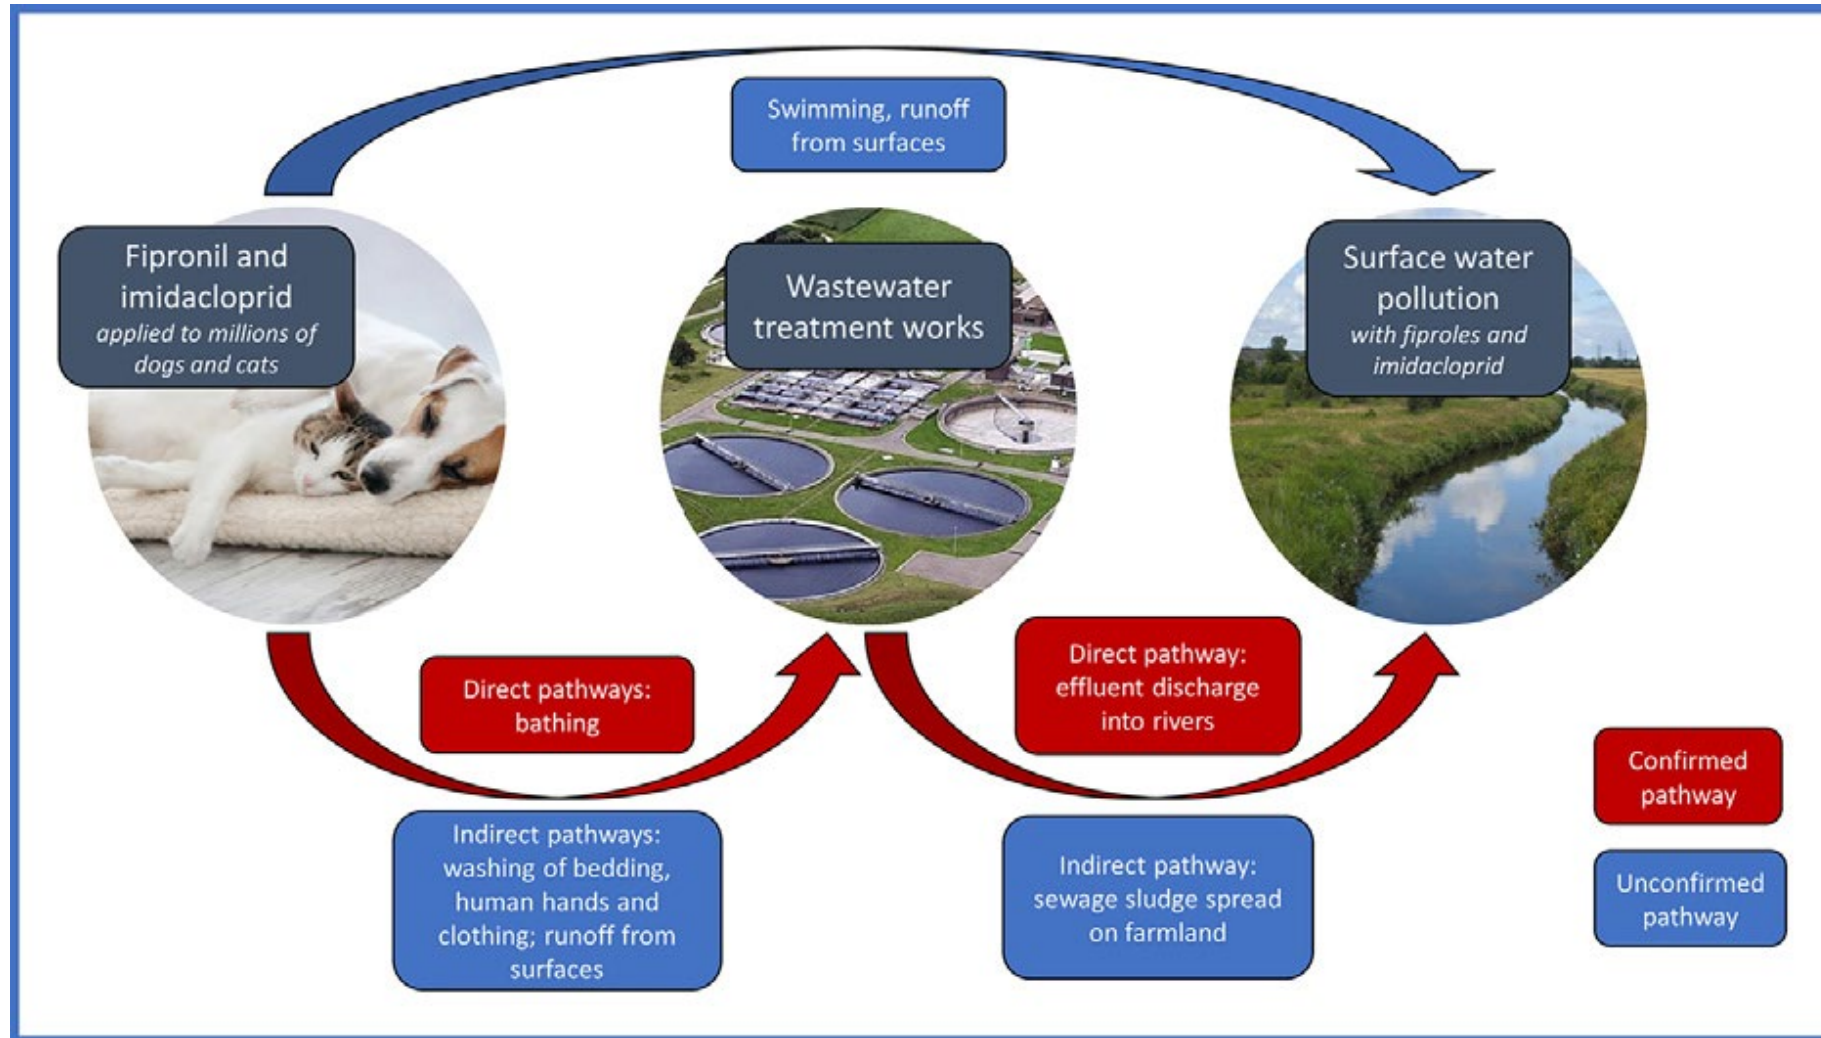 Swimming, runoff
from surfaces
Fipronil and
imidacloprid
applied to millions of
dogs and cats
Wastewater
treatment works
Surface water
pollution
with fiproles and
imidacloprid
Direct pathways:
bathing
Direct pathway:
effluent discharge
into rivers
Indirect pathways:
washing of bedding,
human hands and
clothing; runoff from
surfaces
Indirect pathway:
sewage sludge spread
on farmland
Confirmed
pathway
Unconfirmed
pathway